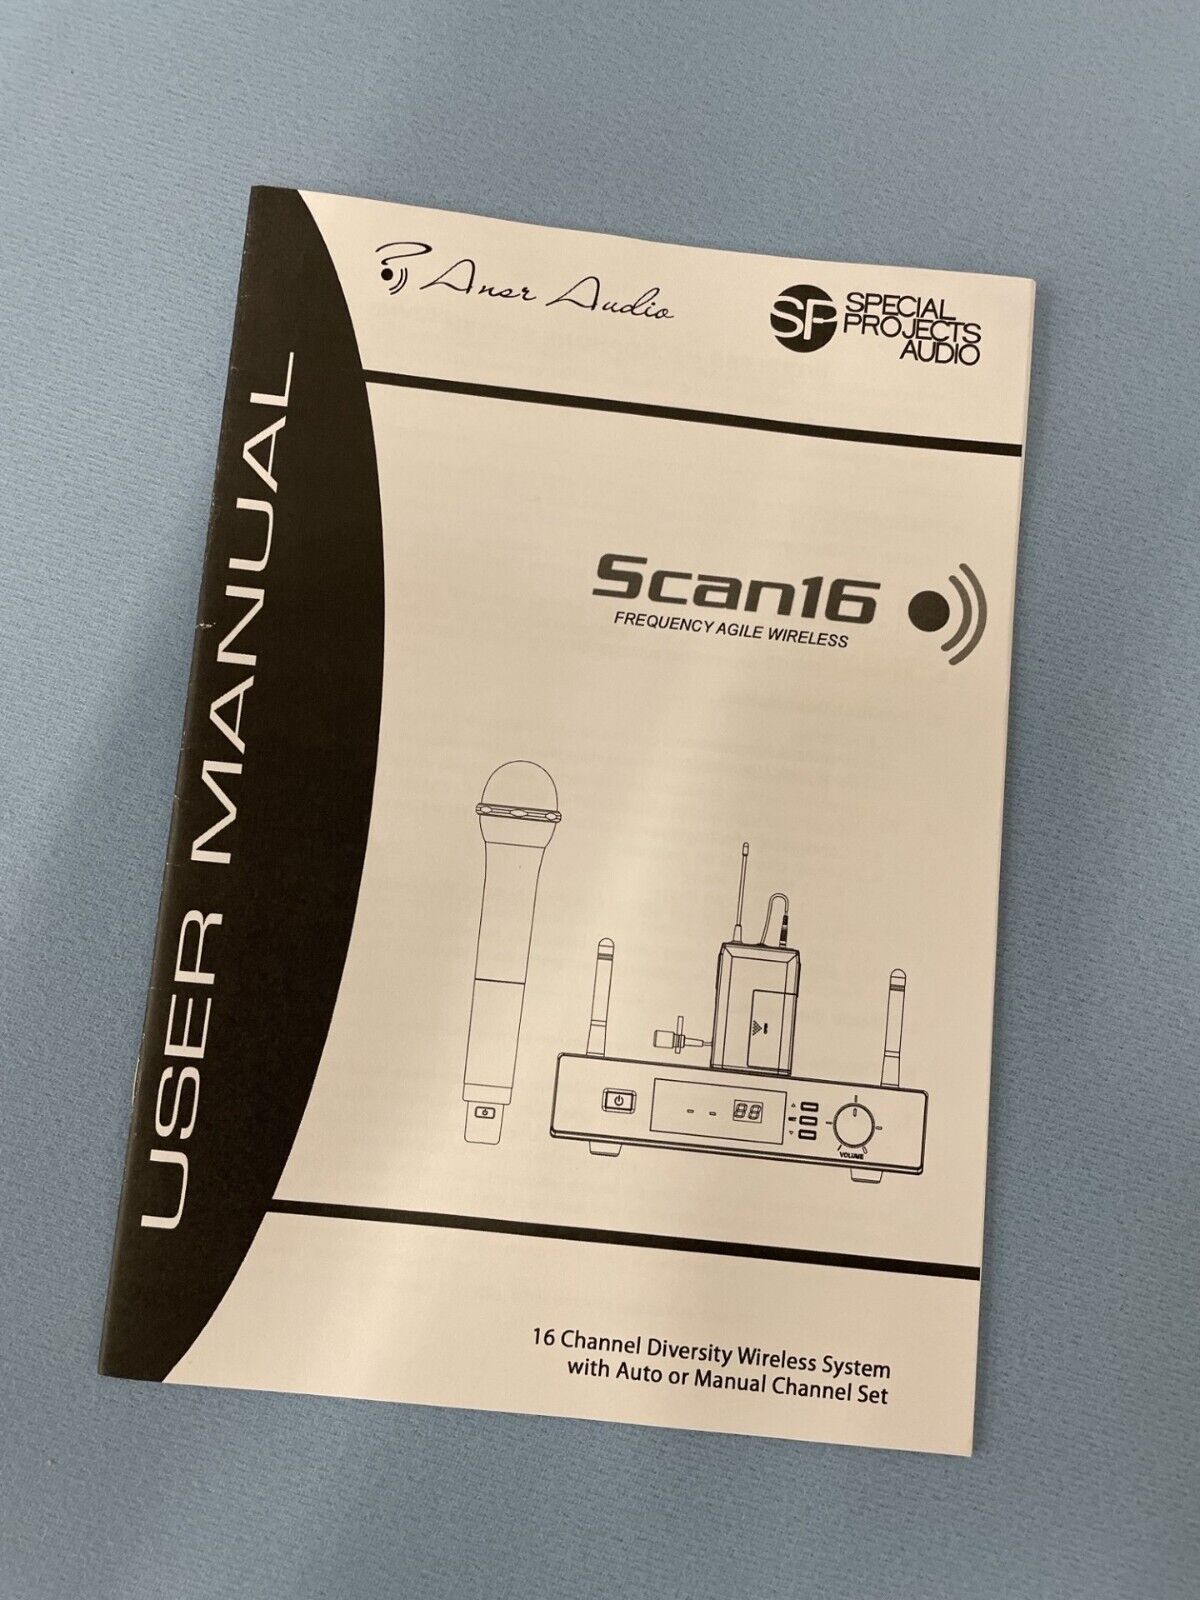 Ansr Audio
SP
SPECIAL
PROJECTS
AUDIO
USER MANUAL
Scan16
FREQUENCY AGILE WIRELESS
88
VOLUME
16 Channel Diversity Wireless System
with Auto or Manual Channel Set